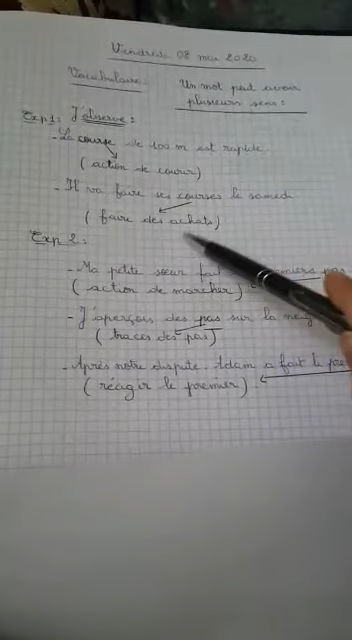 Vendredi 08 mai 2020
Vocabulaire. Un mot peut avoir
plusieurs sens :
Exp 1: J'observe :
- La course de 100 m est rapide.
(action de courir)
- Il va faire ses courses le samedi
(faire des achats)
Exp 2 :
- Ma petite sœur fait pas
(action de marcher)
- J'aperçois des pas sur la
(traces des pas)
- Après notre dispute. Adam a fait le
(réagir le premier)